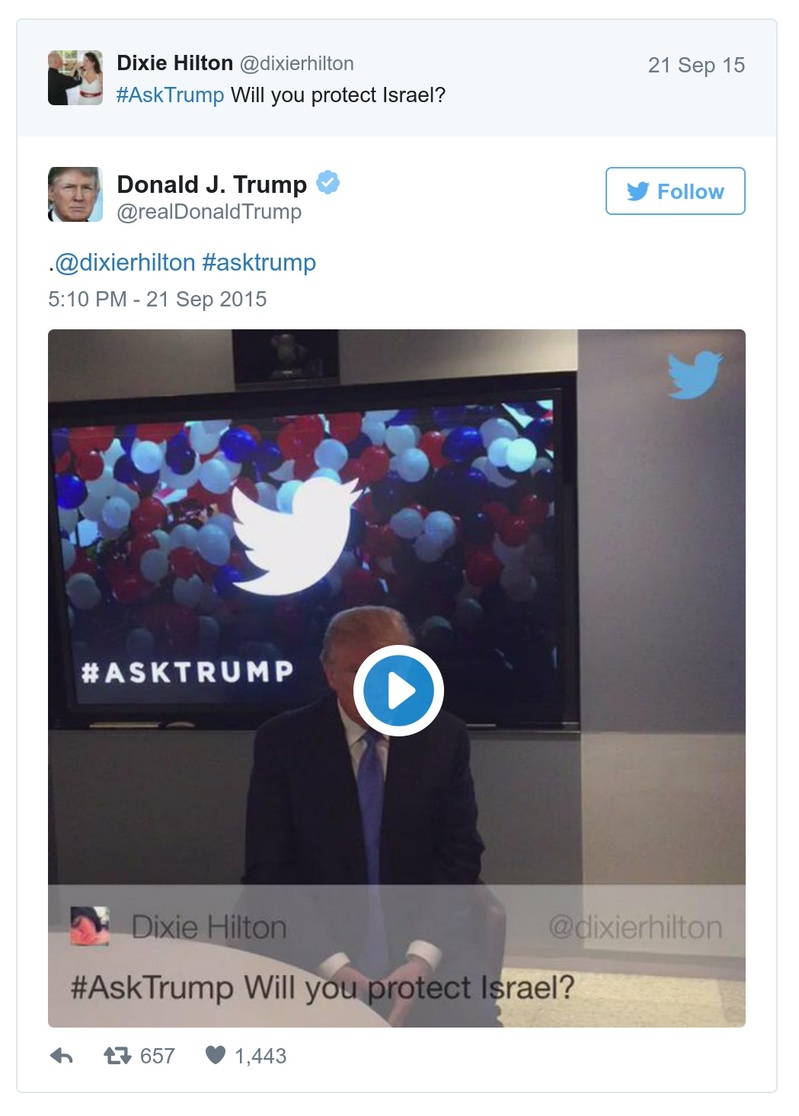 Dixie Hilton @dixierhilton 21 Sep 15
#AskTrump Will you protect Israel?
Donald J. Trump
@realDonaldTrump
Follow
.@dixierhilton #asktrump
5:10 PM - 21 Sep 2015
#ASKTRUMP
Dixie Hilton @dixierhilton
#AskTrump Will you protect Israel?
657 1,443